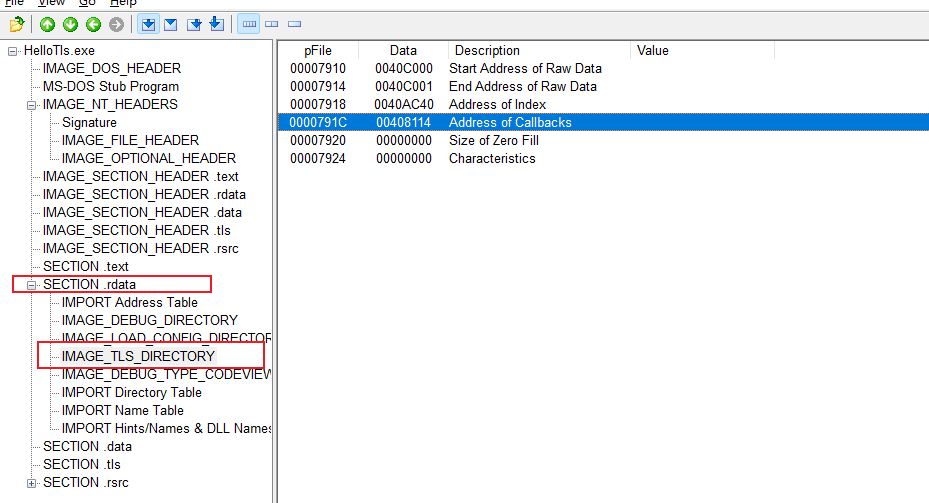 File View Go Help
HelloTls.exe
IMAGE_DOS_HEADER
MS-DOS Stub Program
IMAGE_NT_HEADERS
Signature
IMAGE_FILE_HEADER
IMAGE_OPTIONAL_HEADER
IMAGE_SECTION_HEADER .text
IMAGE_SECTION_HEADER .rdata
IMAGE_SECTION_HEADER .data
IMAGE_SECTION_HEADER .tls
IMAGE_SECTION_HEADER .rsrc
SECTION .text
SECTION .rdata
IMPORT Address Table
IMAGE_DEBUG_DIRECTORY
IMAGE_LOAD_CONFIG_DIRECTOR
IMAGE_TLS_DIRECTORY
IMAGE_DEBUG_TYPE_CODEVIEW
IMPORT Directory Table
IMPORT Name Table
IMPORT Hints/Names & DLL Names
SECTION .data
SECTION .tls
SECTION .rsrc
pFile Data Description Value
00007910 0040C000 Start Address of Raw Data
00007914 0040C001 End Address of Raw Data
00007918 0040AC40 Address of Index
0000791C 00408114 Address of Callbacks
00007920 00000000 Size of Zero Fill
00007924 00000000 Characteristics